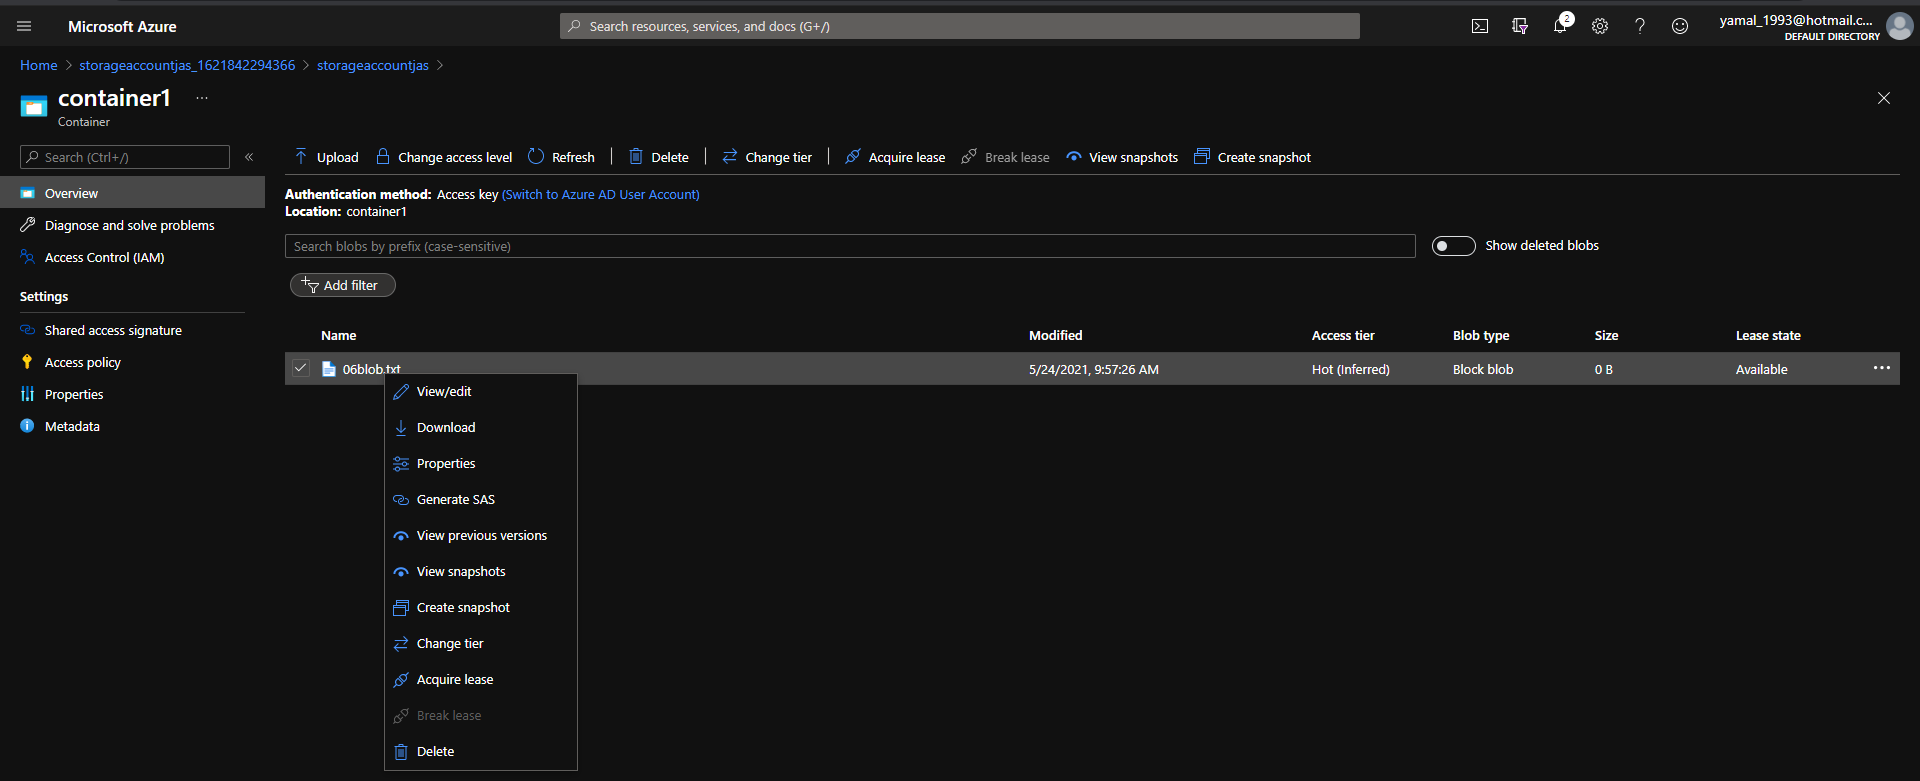 Microsoft Azure
Search resources, services, and docs (G+/)
2
yamal_1993@hotmail.c...
DEFAULT DIRECTORY
Home > storageaccountjas_1621842294366 > storageaccountjas >
container1 ...
Container
Search (Ctrl+/) «
Overview
Diagnose and solve problems
Access Control (IAM)
Settings
Shared access signature
Access policy
Properties
Metadata
Upload Change access level Refresh | Delete | Change tier | Acquire lease Break lease View snapshots Create snapshot
Authentication method: Access key (Switch to Azure AD User Account)
Location: container1
Search blobs by prefix (case-sensitive)
Show deleted blobs
Add filter
Name Modified Access tier Blob type Size Lease state
06blob.txt 5/24/2021, 9:57:26 AM Hot (Inferred) Block blob 0 B Available ...
View/edit
Download
Properties
Generate SAS
View previous versions
View snapshots
Create snapshot
Change tier
Acquire lease
Break lease
Delete